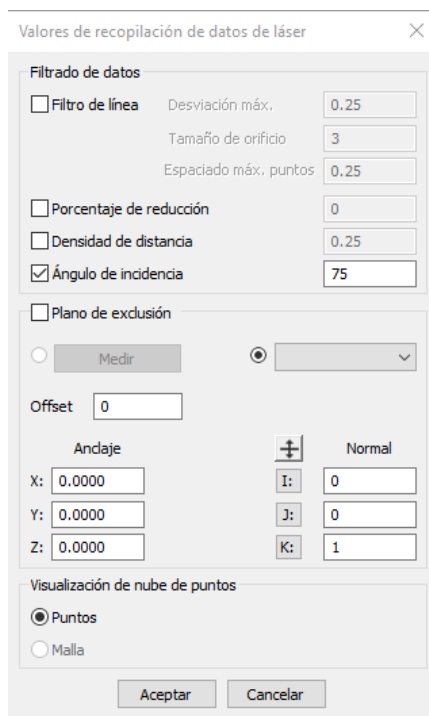 Valores de recopilación de datos de láser
Filtrado de datos
Filtro de línea Desviación máx. 0.25
Tamaño de orificio 3
Espaciado máx. puntos 0.25
Porcentaje de reducción 0
Densidad de distancia 0.25
Ángulo de incidencia 75
Plano de exclusión
Medir
Offset 0
Anclaje Normal
X: 0.0000 I: 0
Y: 0.0000 J: 0
Z: 0.0000 K: 1
Visualización de nube de puntos
Puntos
Malla
Aceptar Cancelar